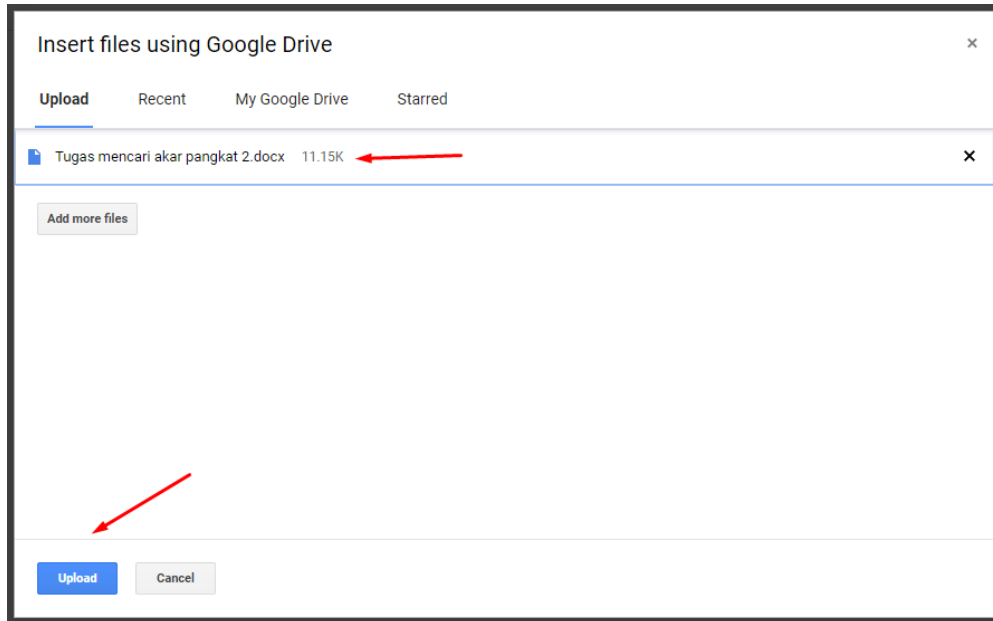 Insert files using Google Drive
Upload Recent My Google Drive Starred
Tugas mencari akar pangkat 2.docx 11.15K
Add more files
Upload Cancel